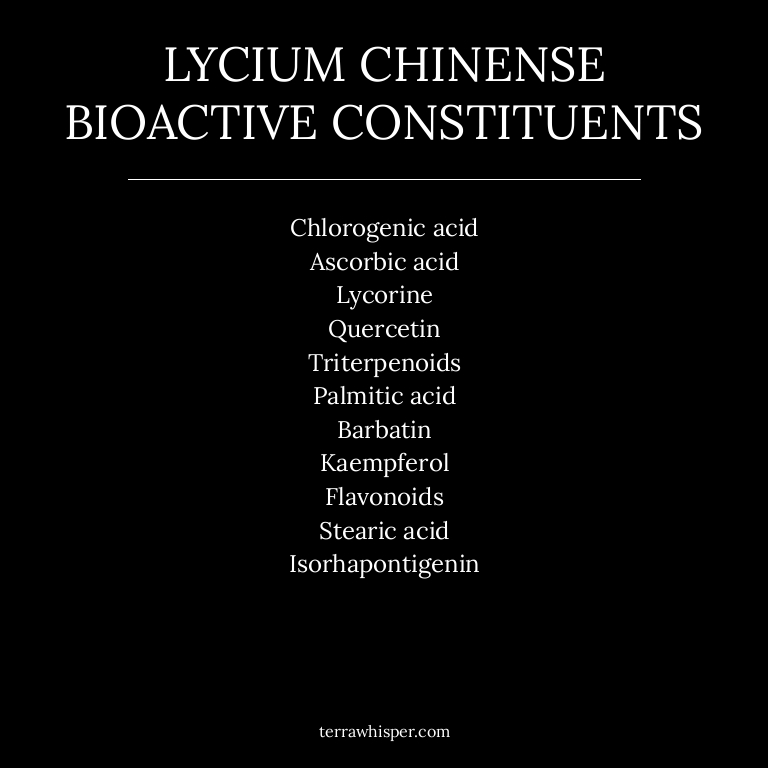 LYCIUM CHINENSE
BIOACTIVE CONSTITUENTS
Chlorogenic acid
Ascorbic acid
Lycorine
Quercetin
Triterpenoids
Palmitic acid
Barbatin
Kaempferol
Flavonoids
Stearic acid
Isorhapontigenin
terrawhisper.com